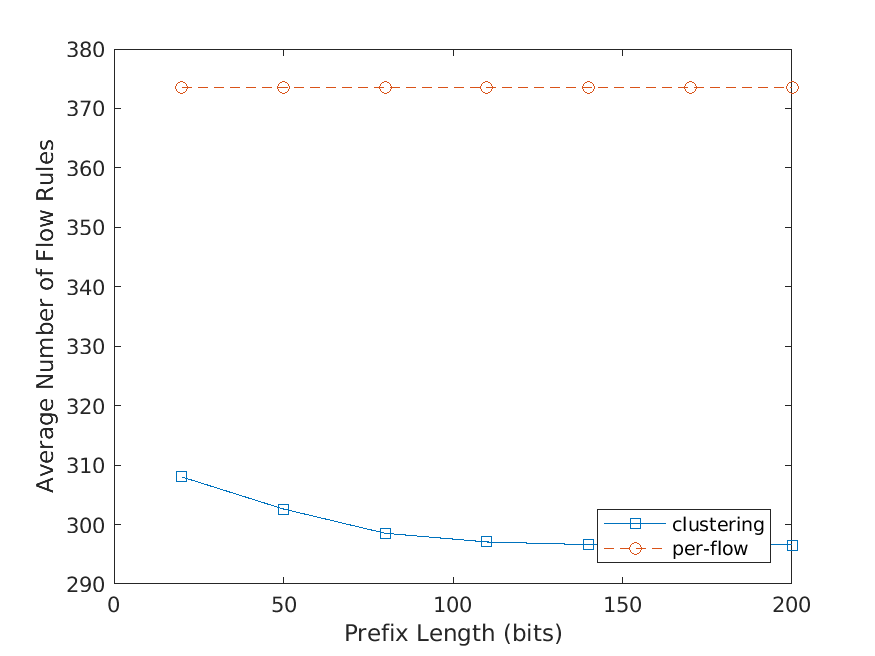 380
370
360
350
340
330
320
310
300
290
Average Number of Flow Rules
clustering
per-flow
0 50 100 150 200
Prefix Length (bits)